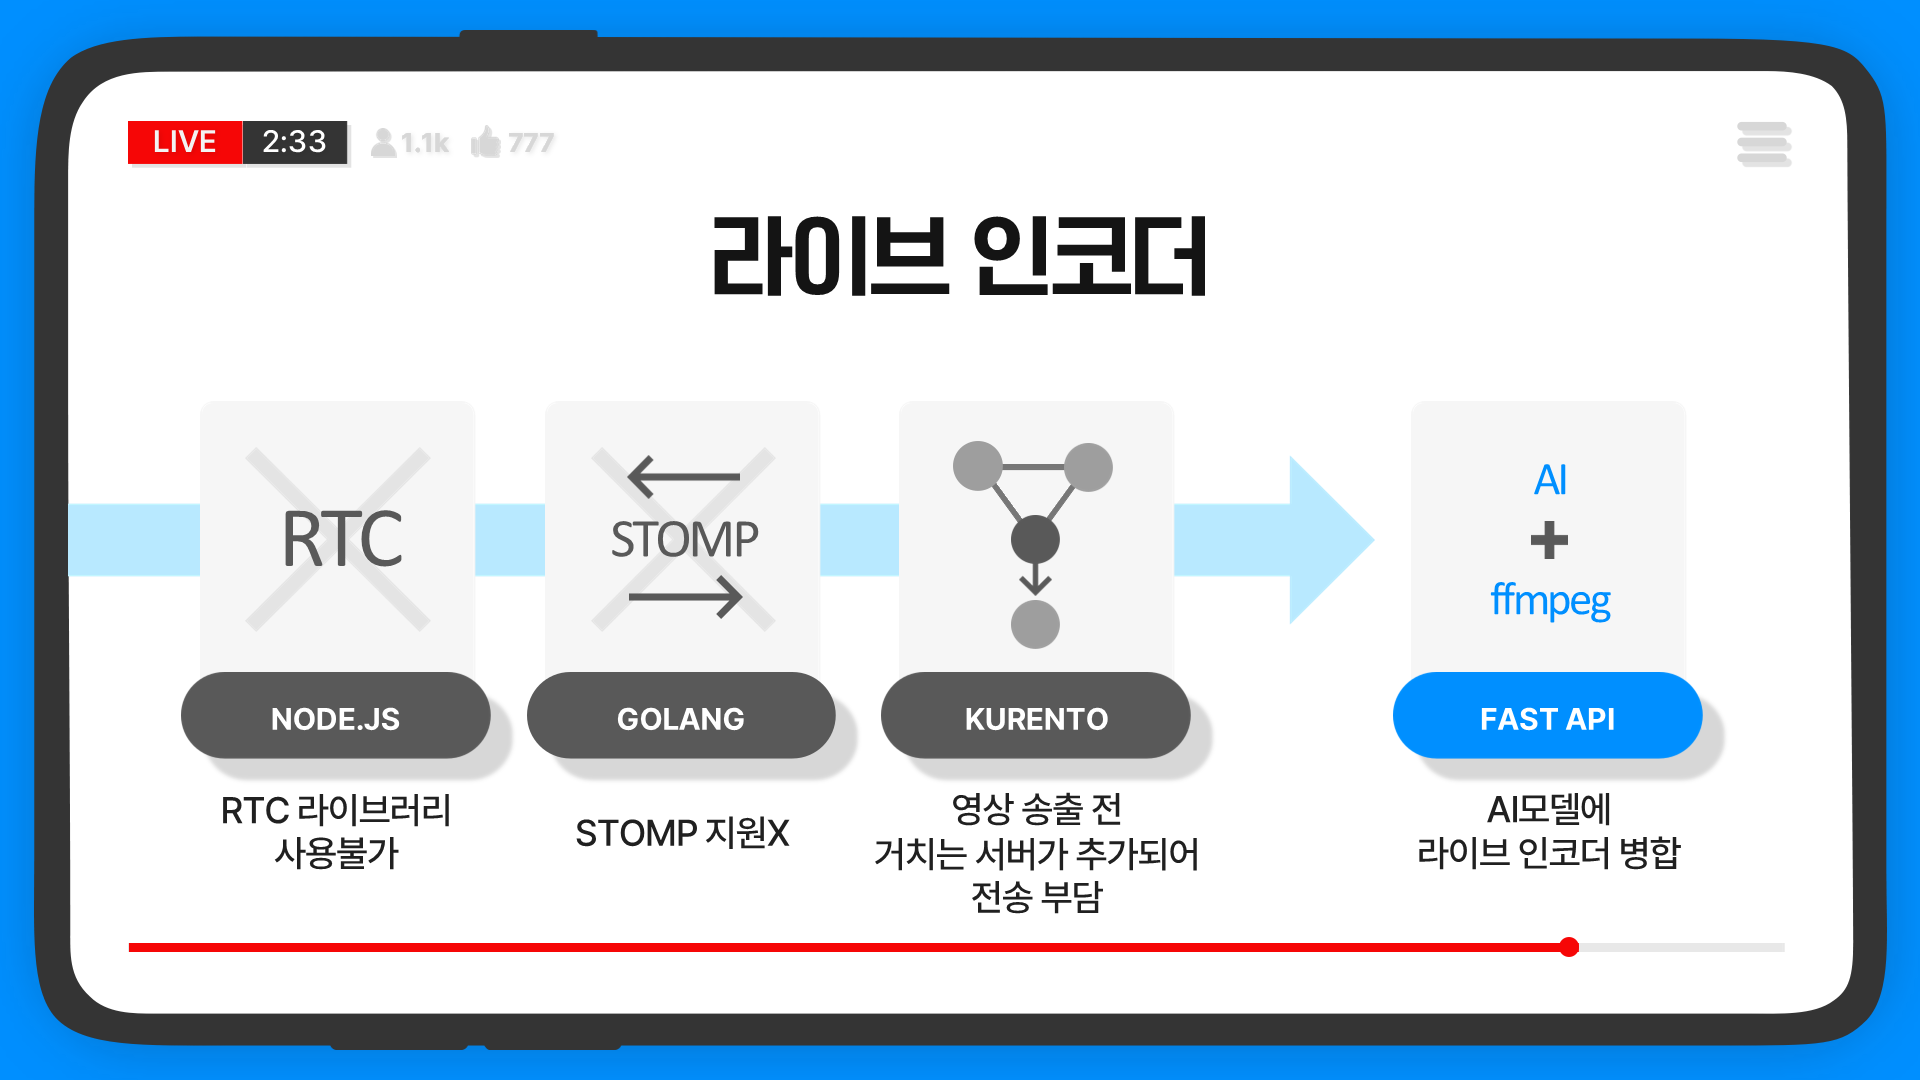 LIVE 2:33 1.1k 777
라이브 인코더
RTC
NODE.JS
RTC 라이브러리
사용불가
STOMP
GOLANG
STOMP 지원X
KURENTO
영상 송출 전
거치는 서버가 추가되어
전송 부담
AI
+
ffmpeg
FAST API
AI모델에
라이브 인코더 병합